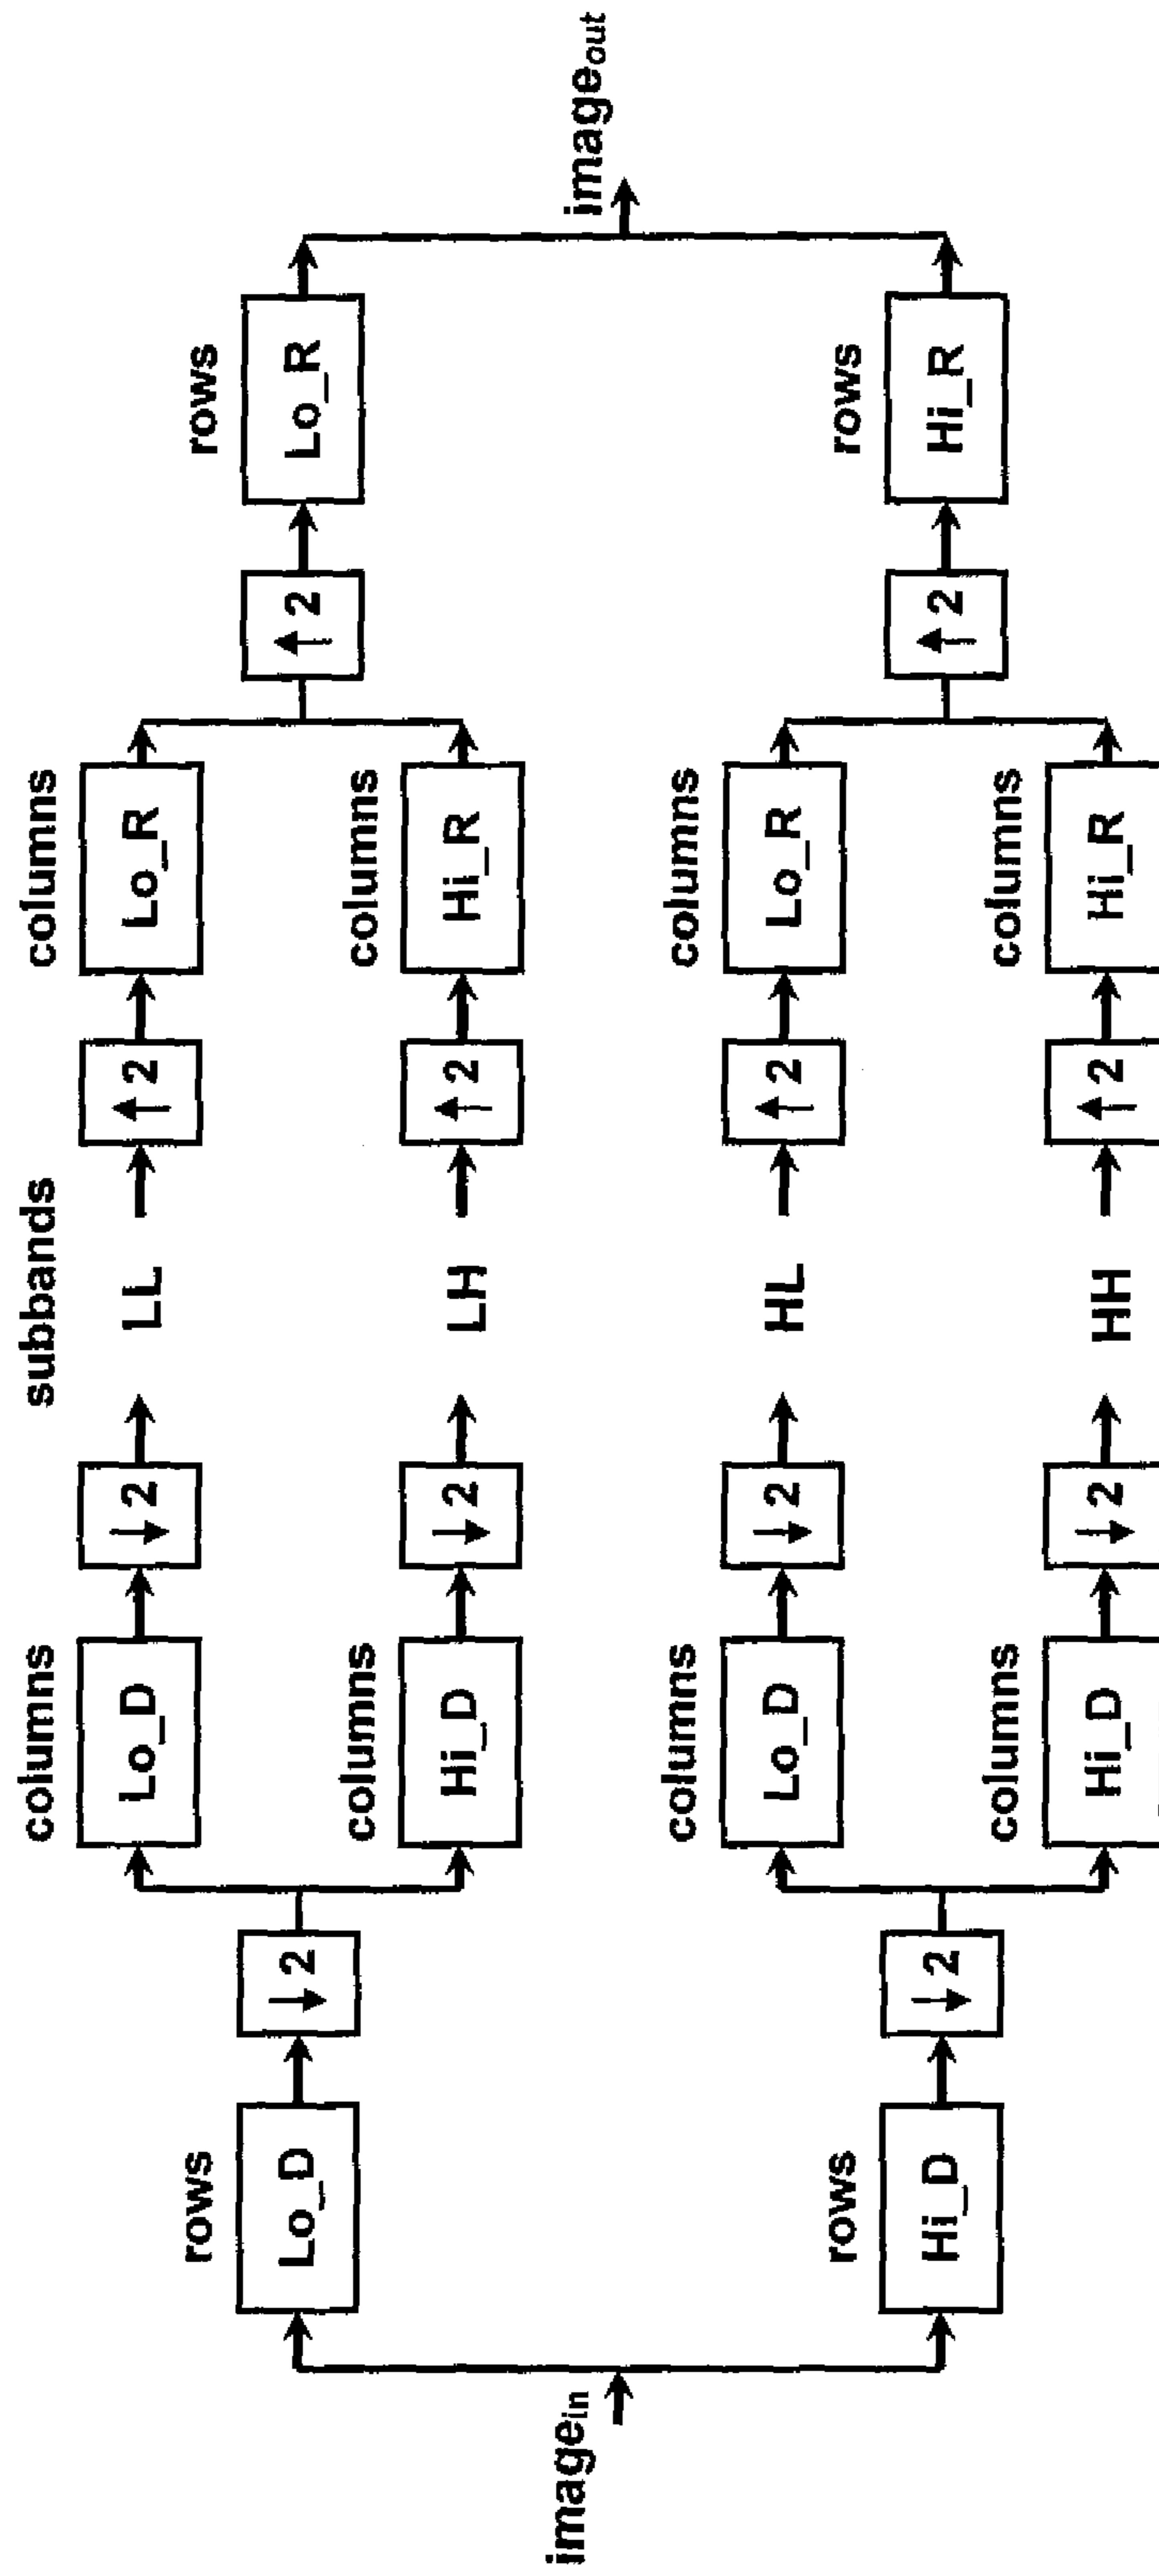 subbands
columns
columns
Lo_D
↓2
LL
↑2
Lo_R
rows
rows
Lo_D
↓2
↑2
Lo_R
columns
columns
Hi_D
↓2
LH
↑2
Hi_R
image_in
image_out
columns
columns
Lo_D
↓2
HL
↑2
Lo_R
rows
rows
Hi_D
↓2
↑2
Hi_R
columns
columns
Hi_D
↓2
HH
↑2
Hi_R